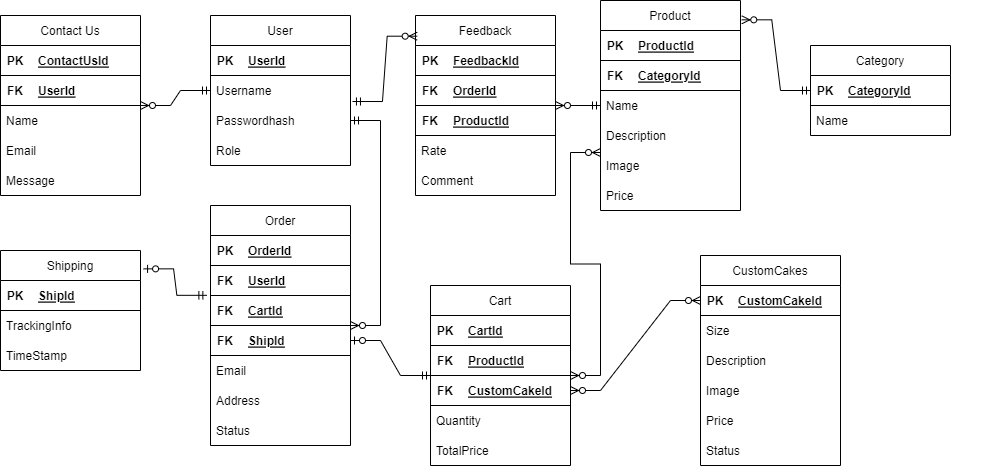 Contact Us
PK ContactUsId
FK UserId
Name
Email
Message
User
PK UserId
Username
Passwordhash
Role
Feedback
PK FeedbackId
FK OrderId
FK ProductId
Rate
Comment
Product
PK ProductId
FK CategoryId
Name
Description
Image
Price
Category
PK CategoryId
Name
Shipping
PK ShipId
TrackingInfo
TimeStamp
Order
PK OrderId
FK UserId
FK CartId
FK ShipId
Email
Address
Status
Cart
PK CartId
FK ProductId
FK CustomCakeId
Quantity
TotalPrice
CustomCakes
PK CustomCakeId
Size
Description
Image
Price
Status